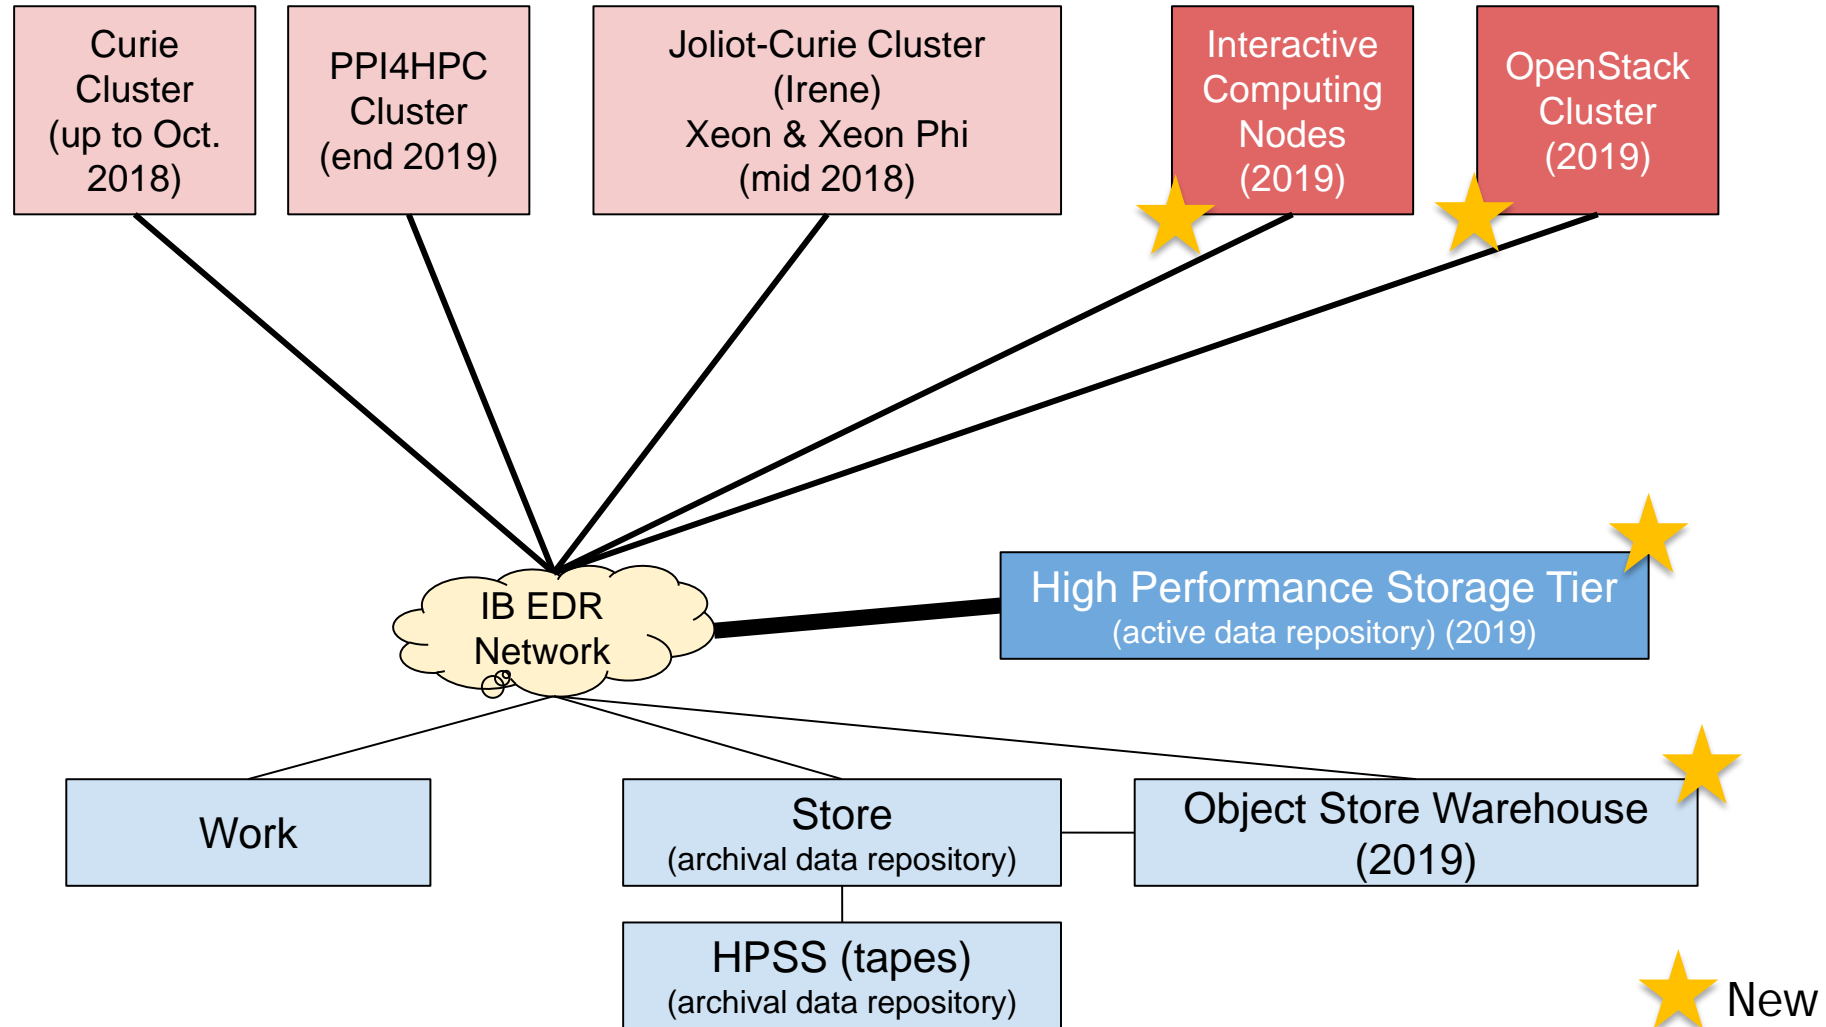 Curie
Cluster
(up to Oct.
2018)
PPI4HPC
Cluster
(end 2019)
Joliot-Curie Cluster
(Irene)
Xeon & Xeon Phi
(mid 2018)
Interactive
Computing
Nodes
(2019)
OpenStack
Cluster
(2019)
IB EDR
Network
High Performance Storage Tier
(active data repository) (2019)
Work
Store
(archival data repository)
Object Store Warehouse
(2019)
HPSS (tapes)
(archival data repository)
New